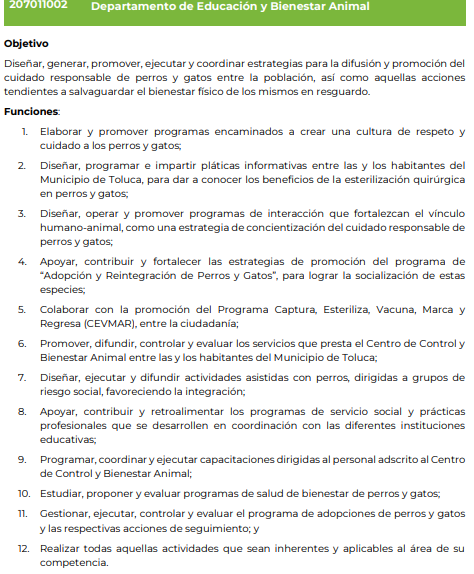 207011002 Departamento de Educación y Bienestar Animal
Objetivo
Diseñar, generar, promover, ejecutar y coordinar estrategias para la difusión y promoción del
cuidado responsable de perros y gatos entre la población, así como aquellas acciones
tendientes a salvaguardar el bienestar físico de los mismos en resguardo.
Funciones:
1. Elaborar y promover programas encaminados a crear una cultura de respeto y
cuidado a los perros y gatos;
2. Diseñar, programar e impartir pláticas informativas entre las y los habitantes del
Municipio de Toluca, para dar a conocer los beneficios de la esterilización quirúrgica
en perros y gatos;
3. Diseñar, operar y promover programas de interacción que fortalezcan el vínculo
humano-animal, como una estrategia de concientización del cuidado responsable de
perros y gatos;
4. Apoyar, contribuir y fortalecer las estrategias de promoción del programa de
“Adopción y Reintegración de Perros y Gatos”, para lograr la socialización de estas
especies;
5. Colaborar con la promoción del Programa Captura, Esteriliza, Vacuna, Marca y
Regresa (CEVMAR), entre la ciudadanía;
6. Promover, difundir, controlar y evaluar los servicios que presta el Centro de Control y
Bienestar Animal entre las y los habitantes del Municipio de Toluca;
7. Diseñar, ejecutar y difundir actividades asistidas con perros, dirigidas a grupos de
riesgo social, favoreciendo la integración;
8. Apoyar, contribuir y retroalimentar los programas de servicio social y prácticas
profesionales que se desarrollen en coordinación con las diferentes instituciones
educativas;
9. Programar, coordinar y ejecutar capacitaciones dirigidas al personal adscrito al Centro
de Control y Bienestar Animal;
10. Estudiar, proponer y evaluar programas de salud de bienestar de perros y gatos;
11. Gestionar, ejecutar, controlar y evaluar el programa de adopciones de perros y gatos
y las respectivas acciones de seguimiento; y
12. Realizar todas aquellas actividades que sean inherentes y aplicables al área de su
competencia.